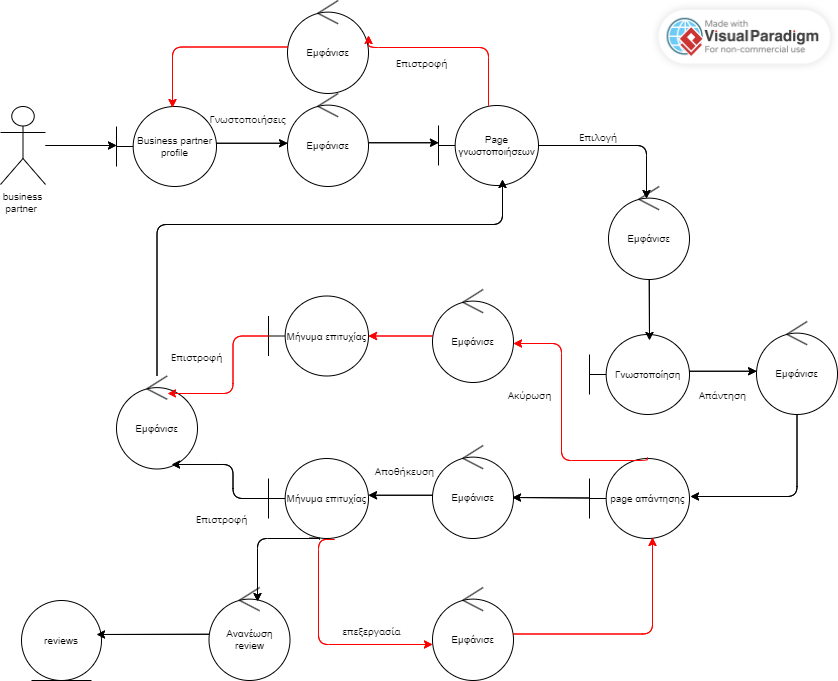 Made with
VisualParadigm
For non-commercial use
Εμφάνισε
Επιστροφή
Γνωστοποιήσεις
business
partner
Business partner
profile
Εμφάνισε
Page
γνωστοποιήσεων
Επιλογή
Εμφάνισε
Μήνυμα επιτυχίας
Εμφάνισε
Επιστροφή
Γνωστοποίηση
Εμφάνισε
Ακύρωση
Απάντηση
Εμφάνισε
Αποθήκευση
Μήνυμα επιτυχίας
Εμφάνισε
page απάντησης
Επιστροφή
reviews
Ανανέωση
review
επεξεργασία
Εμφάνισε